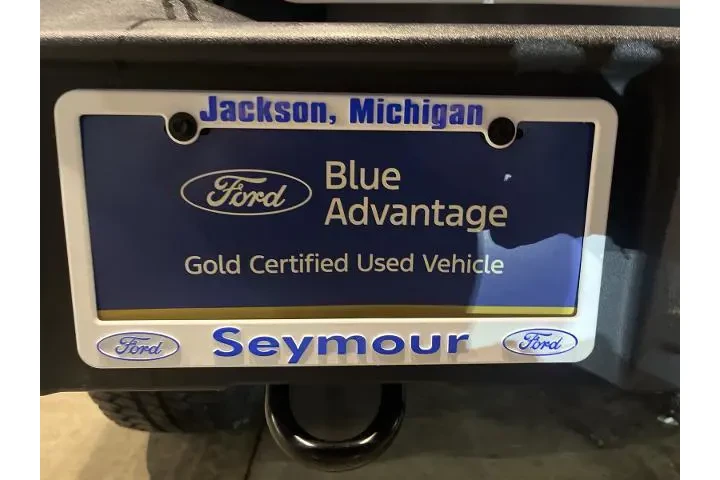 Jackson, Michigan
Ford
Blue
Advantage
Gold Certified Used Vehicle
Ford Seymour Ford